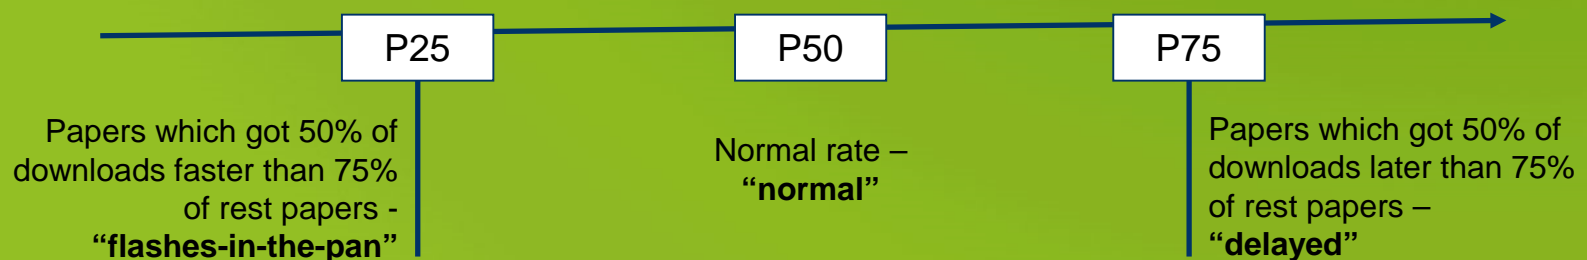 P25
P50
P75
Papers which got 50% of
downloads faster than 75%
of rest papers -
“flashes-in-the-pan”
Normal rate –
“normal”
Papers which got 50% of
downloads later than 75%
of rest papers –
“delayed”